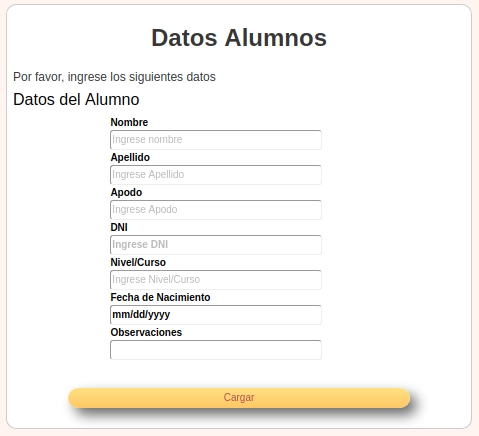 Datos Alumnos
Por favor, ingrese los siguientes datos
Datos del Alumno
Nombre
Ingrese nombre
Apellido
Ingrese Apellido
Apodo
Ingrese Apodo
DNI
Ingrese DNI
Nivel/Curso
Ingrese Nivel/Curso
Fecha de Nacimiento
mm/dd/yyyy
Observaciones
Cargar